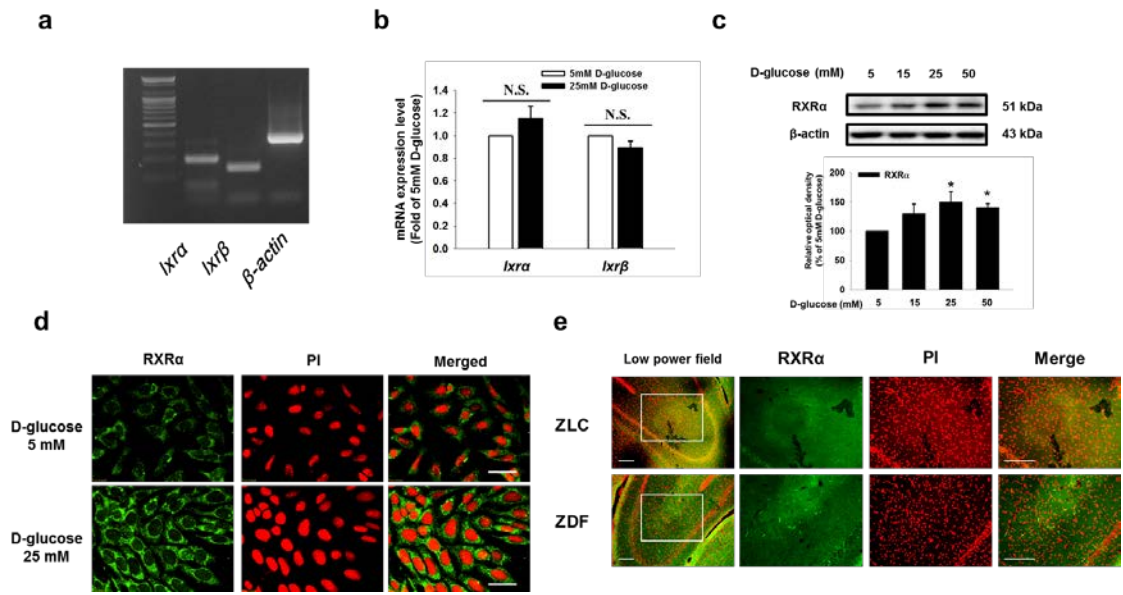 a
lxrα
lxrβ
β-actin
b
5mM D-glucose
25mM D-glucose
N.S.
N.S.
mRNA expression level
(Fold of 5mM D-glucose)
1.4
1.2
1.0
0.8
0.6
0.4
0.2
0.0
lxrα
lxrβ
c
D-glucose (mM)
5
15
25
50
RXRα
51 kDa
β-actin
43 kDa
RXRα
Relative optical density
(% of 5mM D-glucose)
200
150
100
50
0
*
*
D-glucose (mM)
5
15
25
50
d
RXRα
PI
Merged
D-glucose
5 mM
D-glucose
25 mM
e
Low power field
RXRα
PI
Merge
ZLC
ZDF